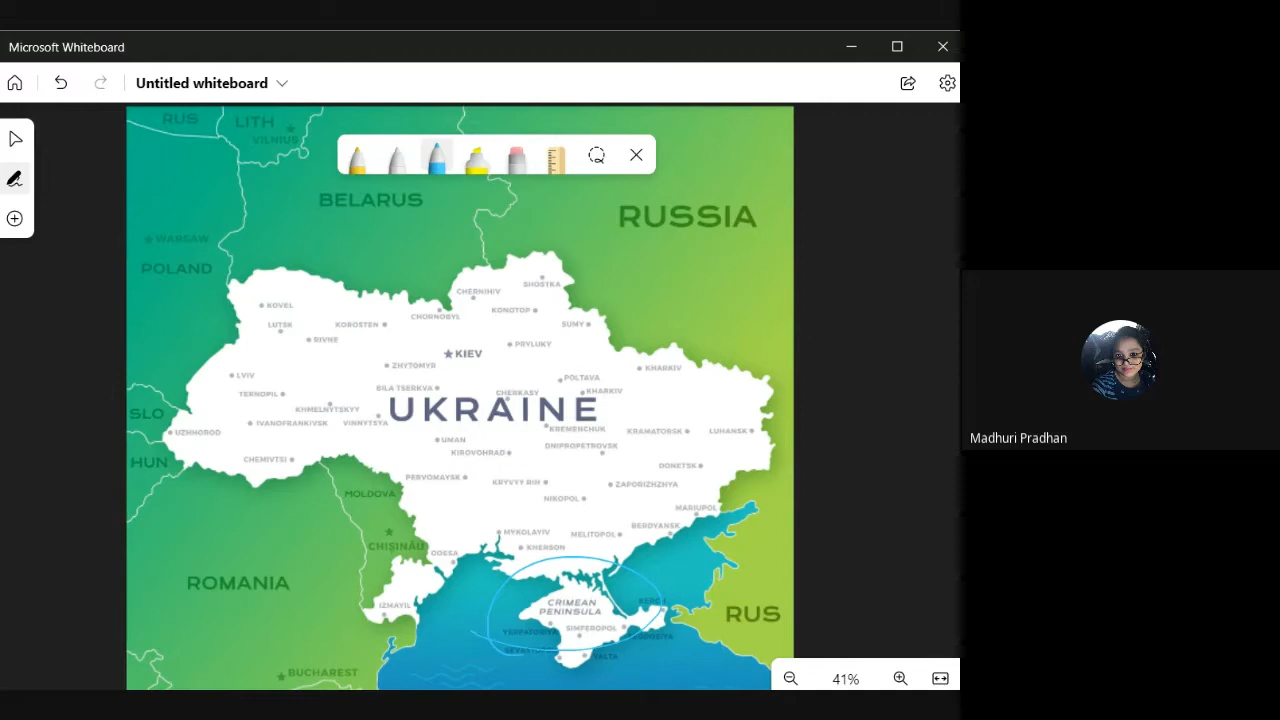 Microsoft Whiteboard
Untitled whiteboard
RUS
LITH
VILNIUS
BELARUS
RUSSIA
WARSAW
POLAND
SHOSTKA
CHERNIHIV
KOVEL
KONOTOP
CHORNOBYL
LUTSK
KOROSTEN
SUMY
RIVNE
PRYLUKY
KIEV
ZHYTOMYR
KHARKIV
LVIV
POLTAVA
BILA TSERKVA
TERNOPIL
CHERKASY
KHARKIV
KHMELNYTSKYY
UKRAINE
SLO
IVANOFRANKIVSK
VINNYTSYA
UZHHOROD
KREMENCHUK
KRAMATORSK
LUHANSK
UMAN
DNIPROPETROVSK
KIROVOHRAD
HUN
CHEMIVTSI
DONETSK
PERVOMAYSK
KRYVYY RIH
ZAPORIZHZHYA
MOLDOVA
NIKOPOL
MARIUPOL
BERDYANSK
MYKOLAYIV
MELITOPOL
CHIȘINĂU
KHERSON
ODESA
ROMANIA
CRIMEAN
PENINSULA
IZMAYIL
RUS
SIMFEROPOL
YEVPATORIYA
YALTA
BUCHAREST
41%
Madhuri Pradhan